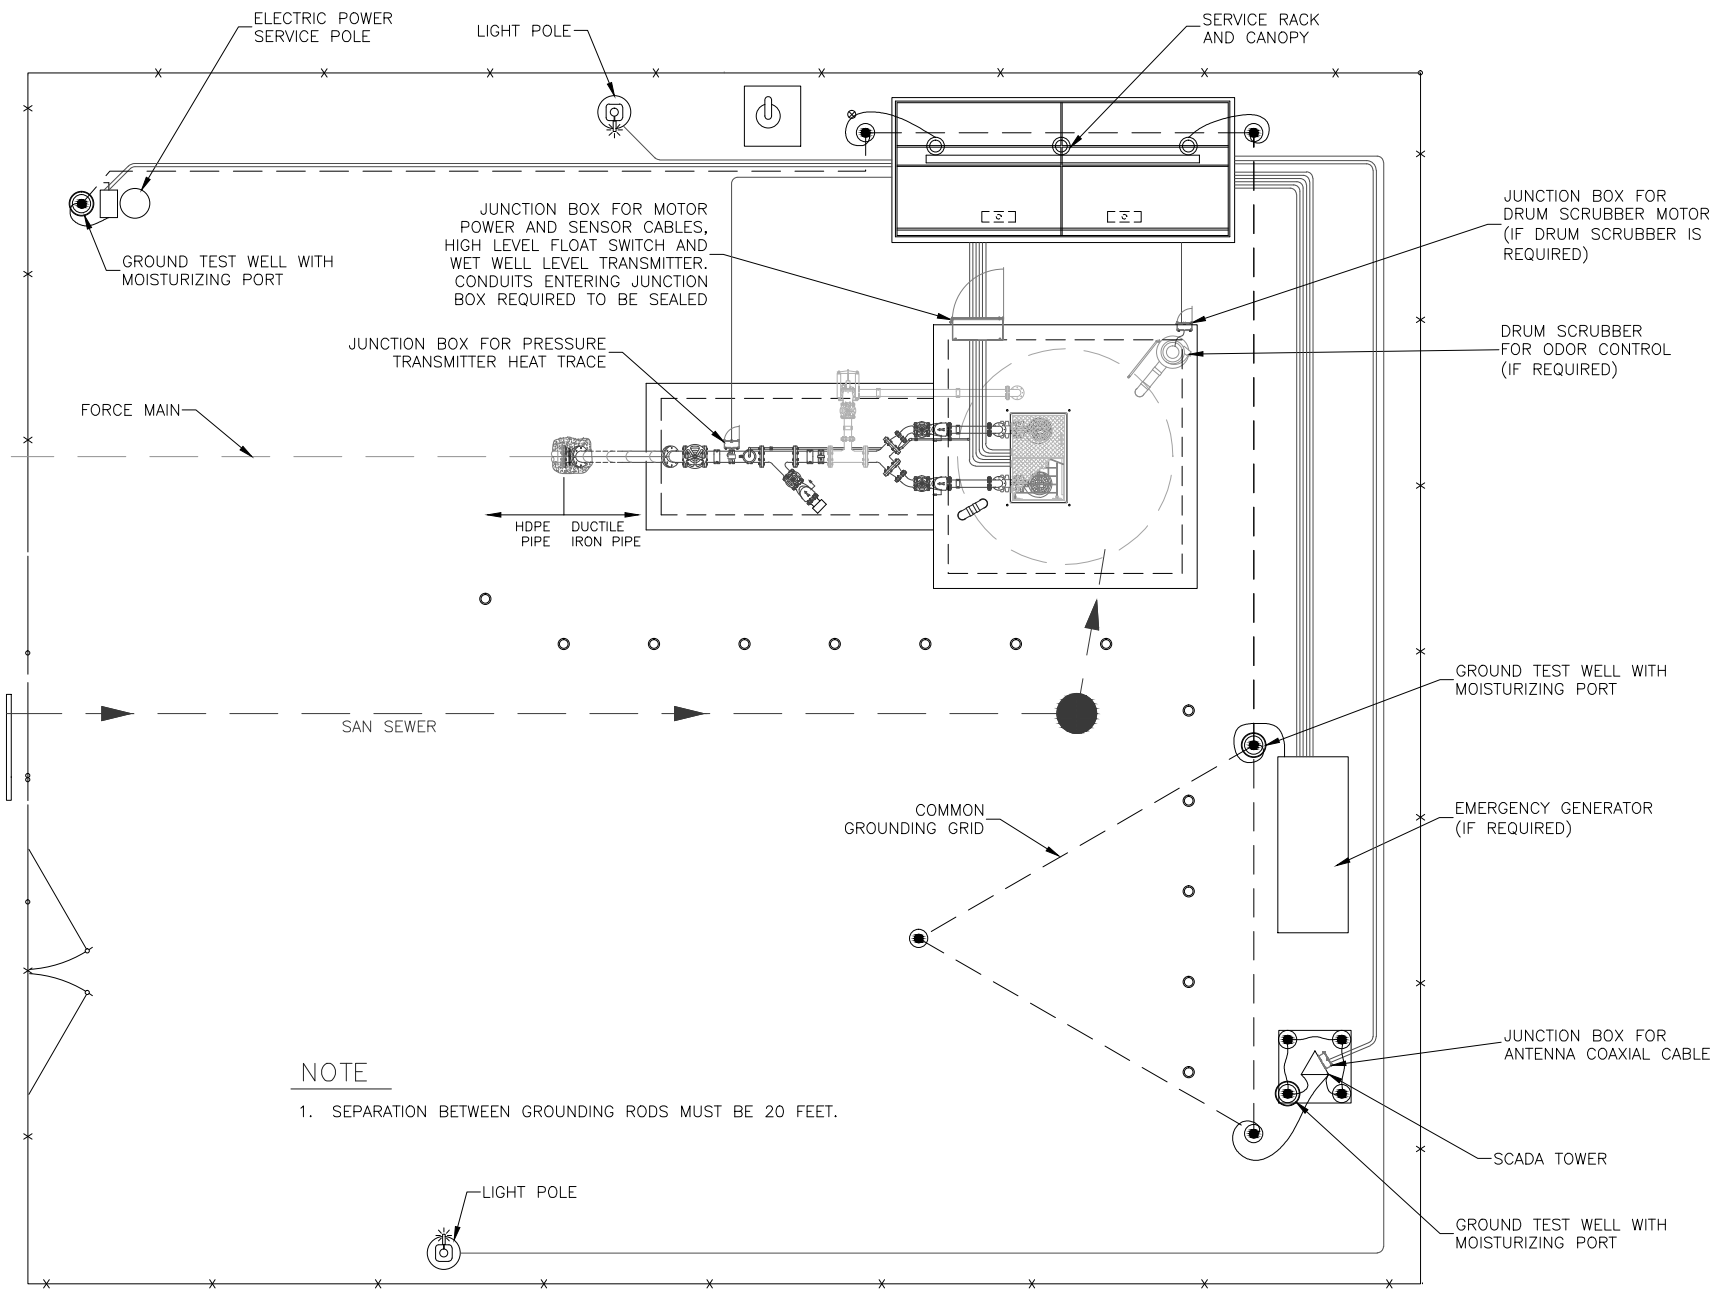 ELECTRIC POWER
SERVICE POLE
LIGHT POLE
SERVICE RACK
AND CANOPY
JUNCTION BOX FOR MOTOR
POWER AND SENSOR CABLES,
HIGH LEVEL FLOAT SWITCH AND
WET WELL LEVEL TRANSMITTER.
CONDUITS ENTERING JUNCTION
BOX REQUIRED TO BE SEALED
JUNCTION BOX FOR
DRUM SCRUBBER MOTOR
(IF DRUM SCRUBBER IS
REQUIRED)
GROUND TEST WELL WITH
MOISTURIZING PORT
JUNCTION BOX FOR PRESSURE
TRANSMITTER HEAT TRACE
DRUM SCRUBBER
FOR ODOR CONTROL
(IF REQUIRED)
FORCE MAIN
HDPE
PIPE
DUCTILE
IRON PIPE
GROUND TEST WELL WITH
MOISTURIZING PORT
SAN SEWER
COMMON
GROUNDING GRID
EMERGENCY GENERATOR
(IF REQUIRED)
JUNCTION BOX FOR
ANTENNA COAXIAL CABLE
NOTE
1. SEPARATION BETWEEN GROUNDING RODS MUST BE 20 FEET.
SCADA TOWER
LIGHT POLE
GROUND TEST WELL WITH
MOISTURIZING PORT